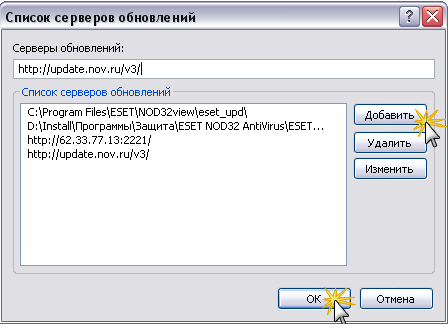 Список серверов обновлений
Серверы обновлений:
http://update.nov.ru/v3/
Список серверов обновлений
C:\Program Files\ESET\NOD32view\eset_upd\
D:\Install\Программы\Защита\ESET NOD32 AntiVirus\ESET...
http://62.33.77.13:2221/
http://update.nov.ru/v3/
Добавить
Удалить
Изменить
ОК
Отмена